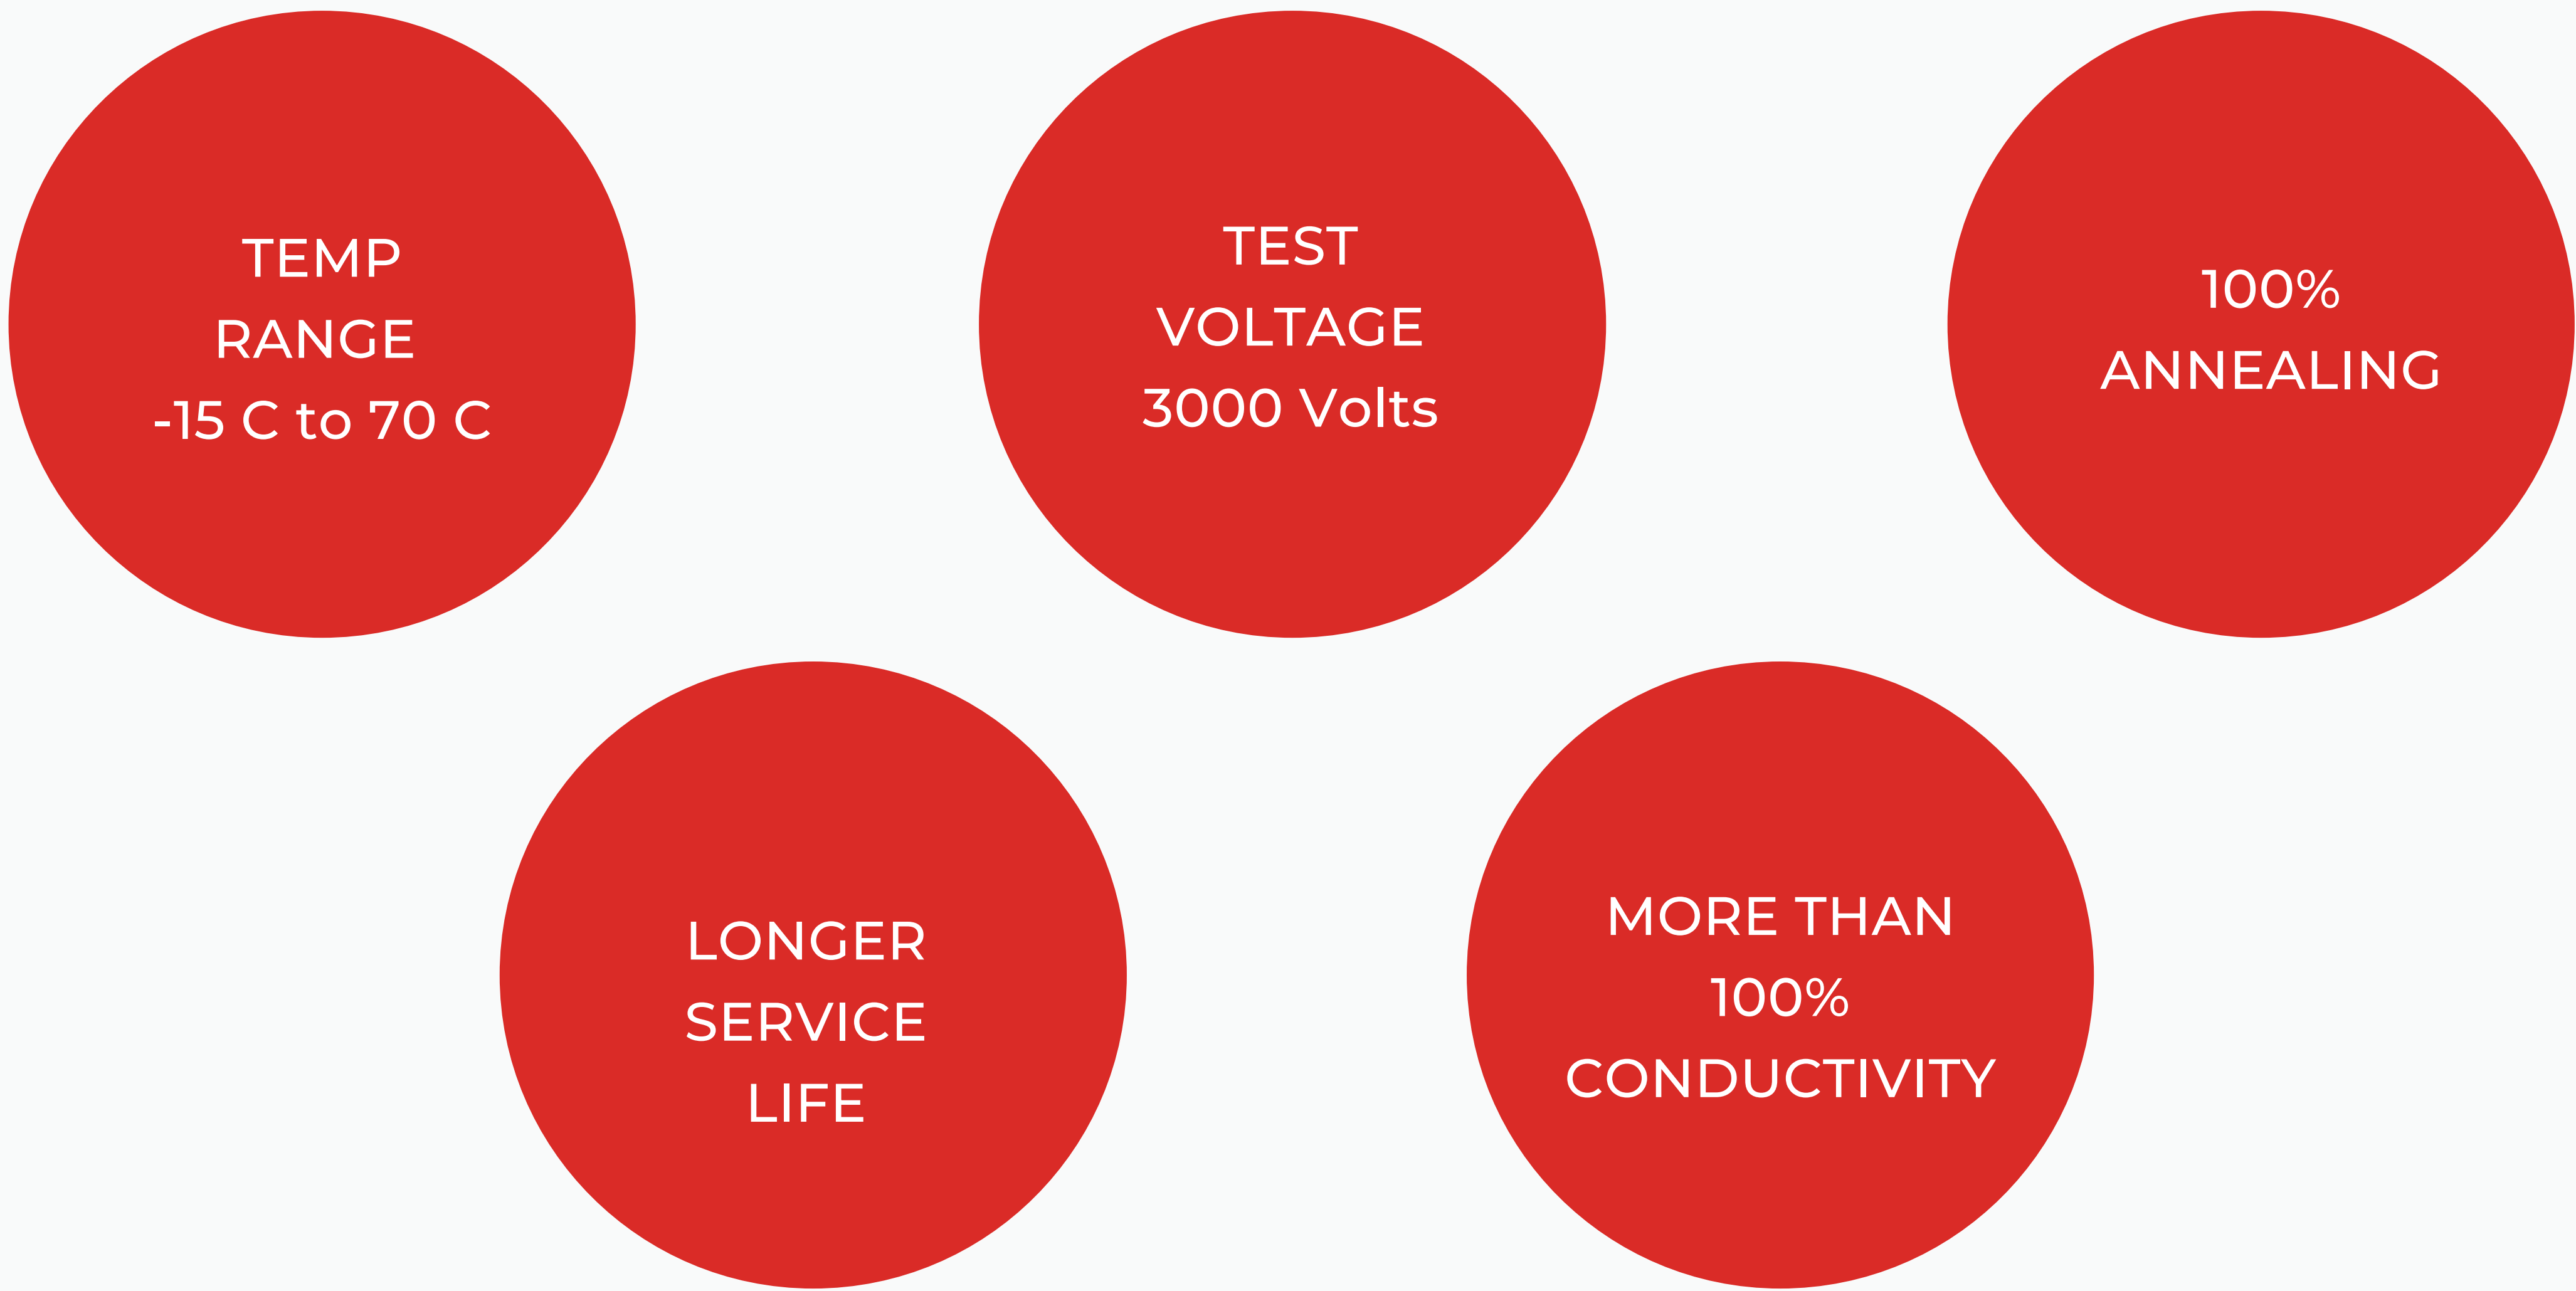 TEMP
RANGE
-15 C to 70 C
TEST
VOLTAGE
3000 Volts
100%
ANNEALING
LONGER
SERVICE
LIFE
MORE THAN
100%
CONDUCTIVITY